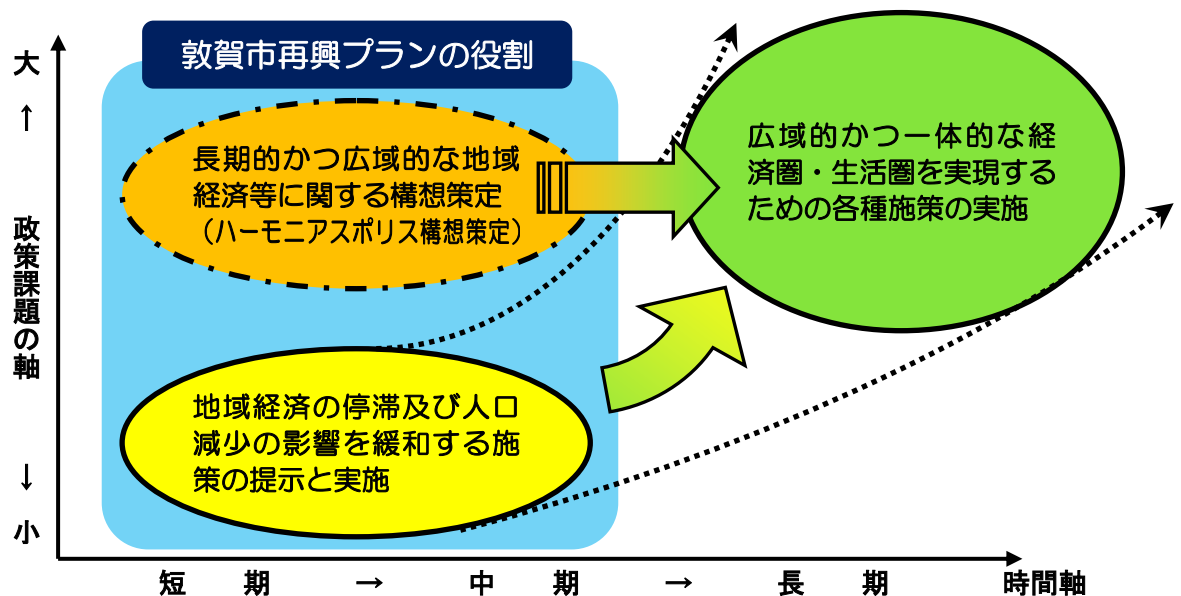 敦賀市再興プランの役割
大
↑
政策課題の軸
↓
小
長期的かつ広域的な地域
経済等に関する構想策定
（ハーモニアスポリス構想策定）
広域的かつ一体的な経
済圏・生活圏を実現する
ための各種施策の実施
地域経済の停滞及び人口
減少の影響を緩和する施
策の提示と実施
短期→中期→長期 時間軸